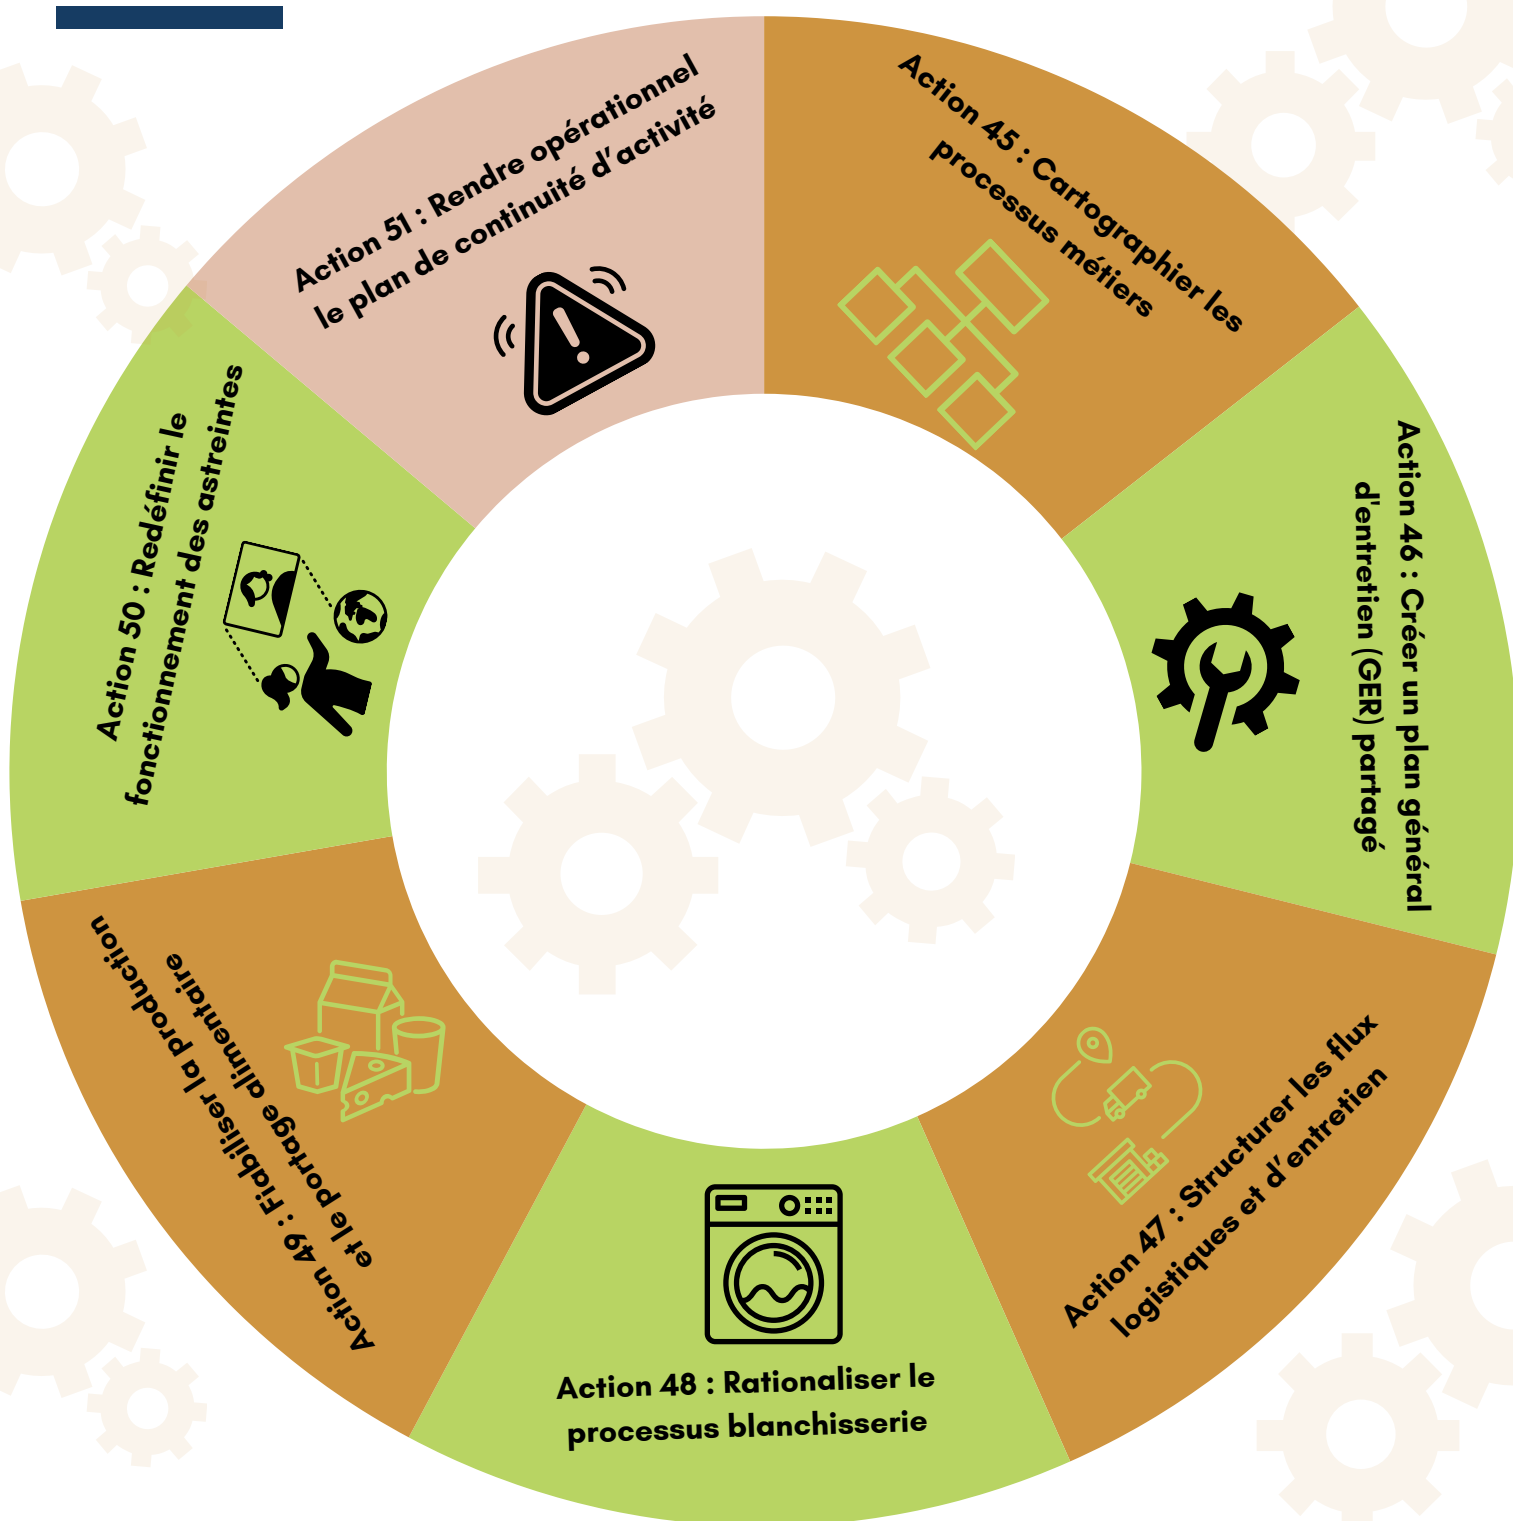 Action 45 : Cartographier les
processus métiers
Action 46 : Créer un plan général
d'entretien (GER) partagé
Action 47 : Structurer les flux
logistiques et d'entretien
Action 48 : Rationaliser le
processus blanchisserie
Action 49 : Fiabiliser la production
et le portage alimentaire
Action 50 : Redéfinir le
fonctionnement des astreintes
Action 51 : Rendre opérationnel
le plan de continuité d'activité